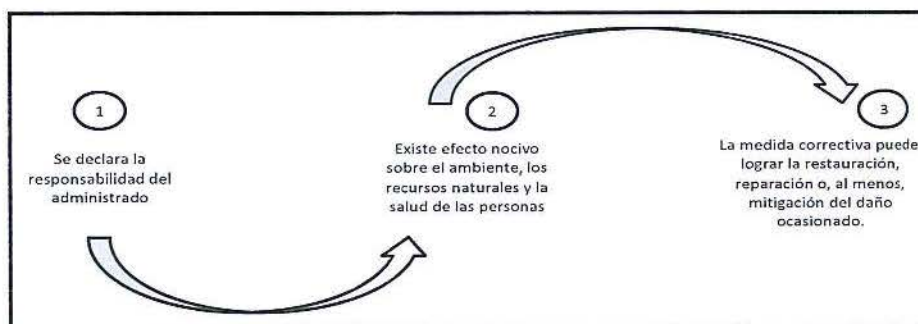 1
Se declara la
responsabilidad del
administrado
2
Existe efecto nocivo
sobre el ambiente, los
recursos naturales y la
salud de las personas
3
La medida correctiva puede
lograr la restauración,
reparación o, al menos,
mitigación del daño
ocasionado.